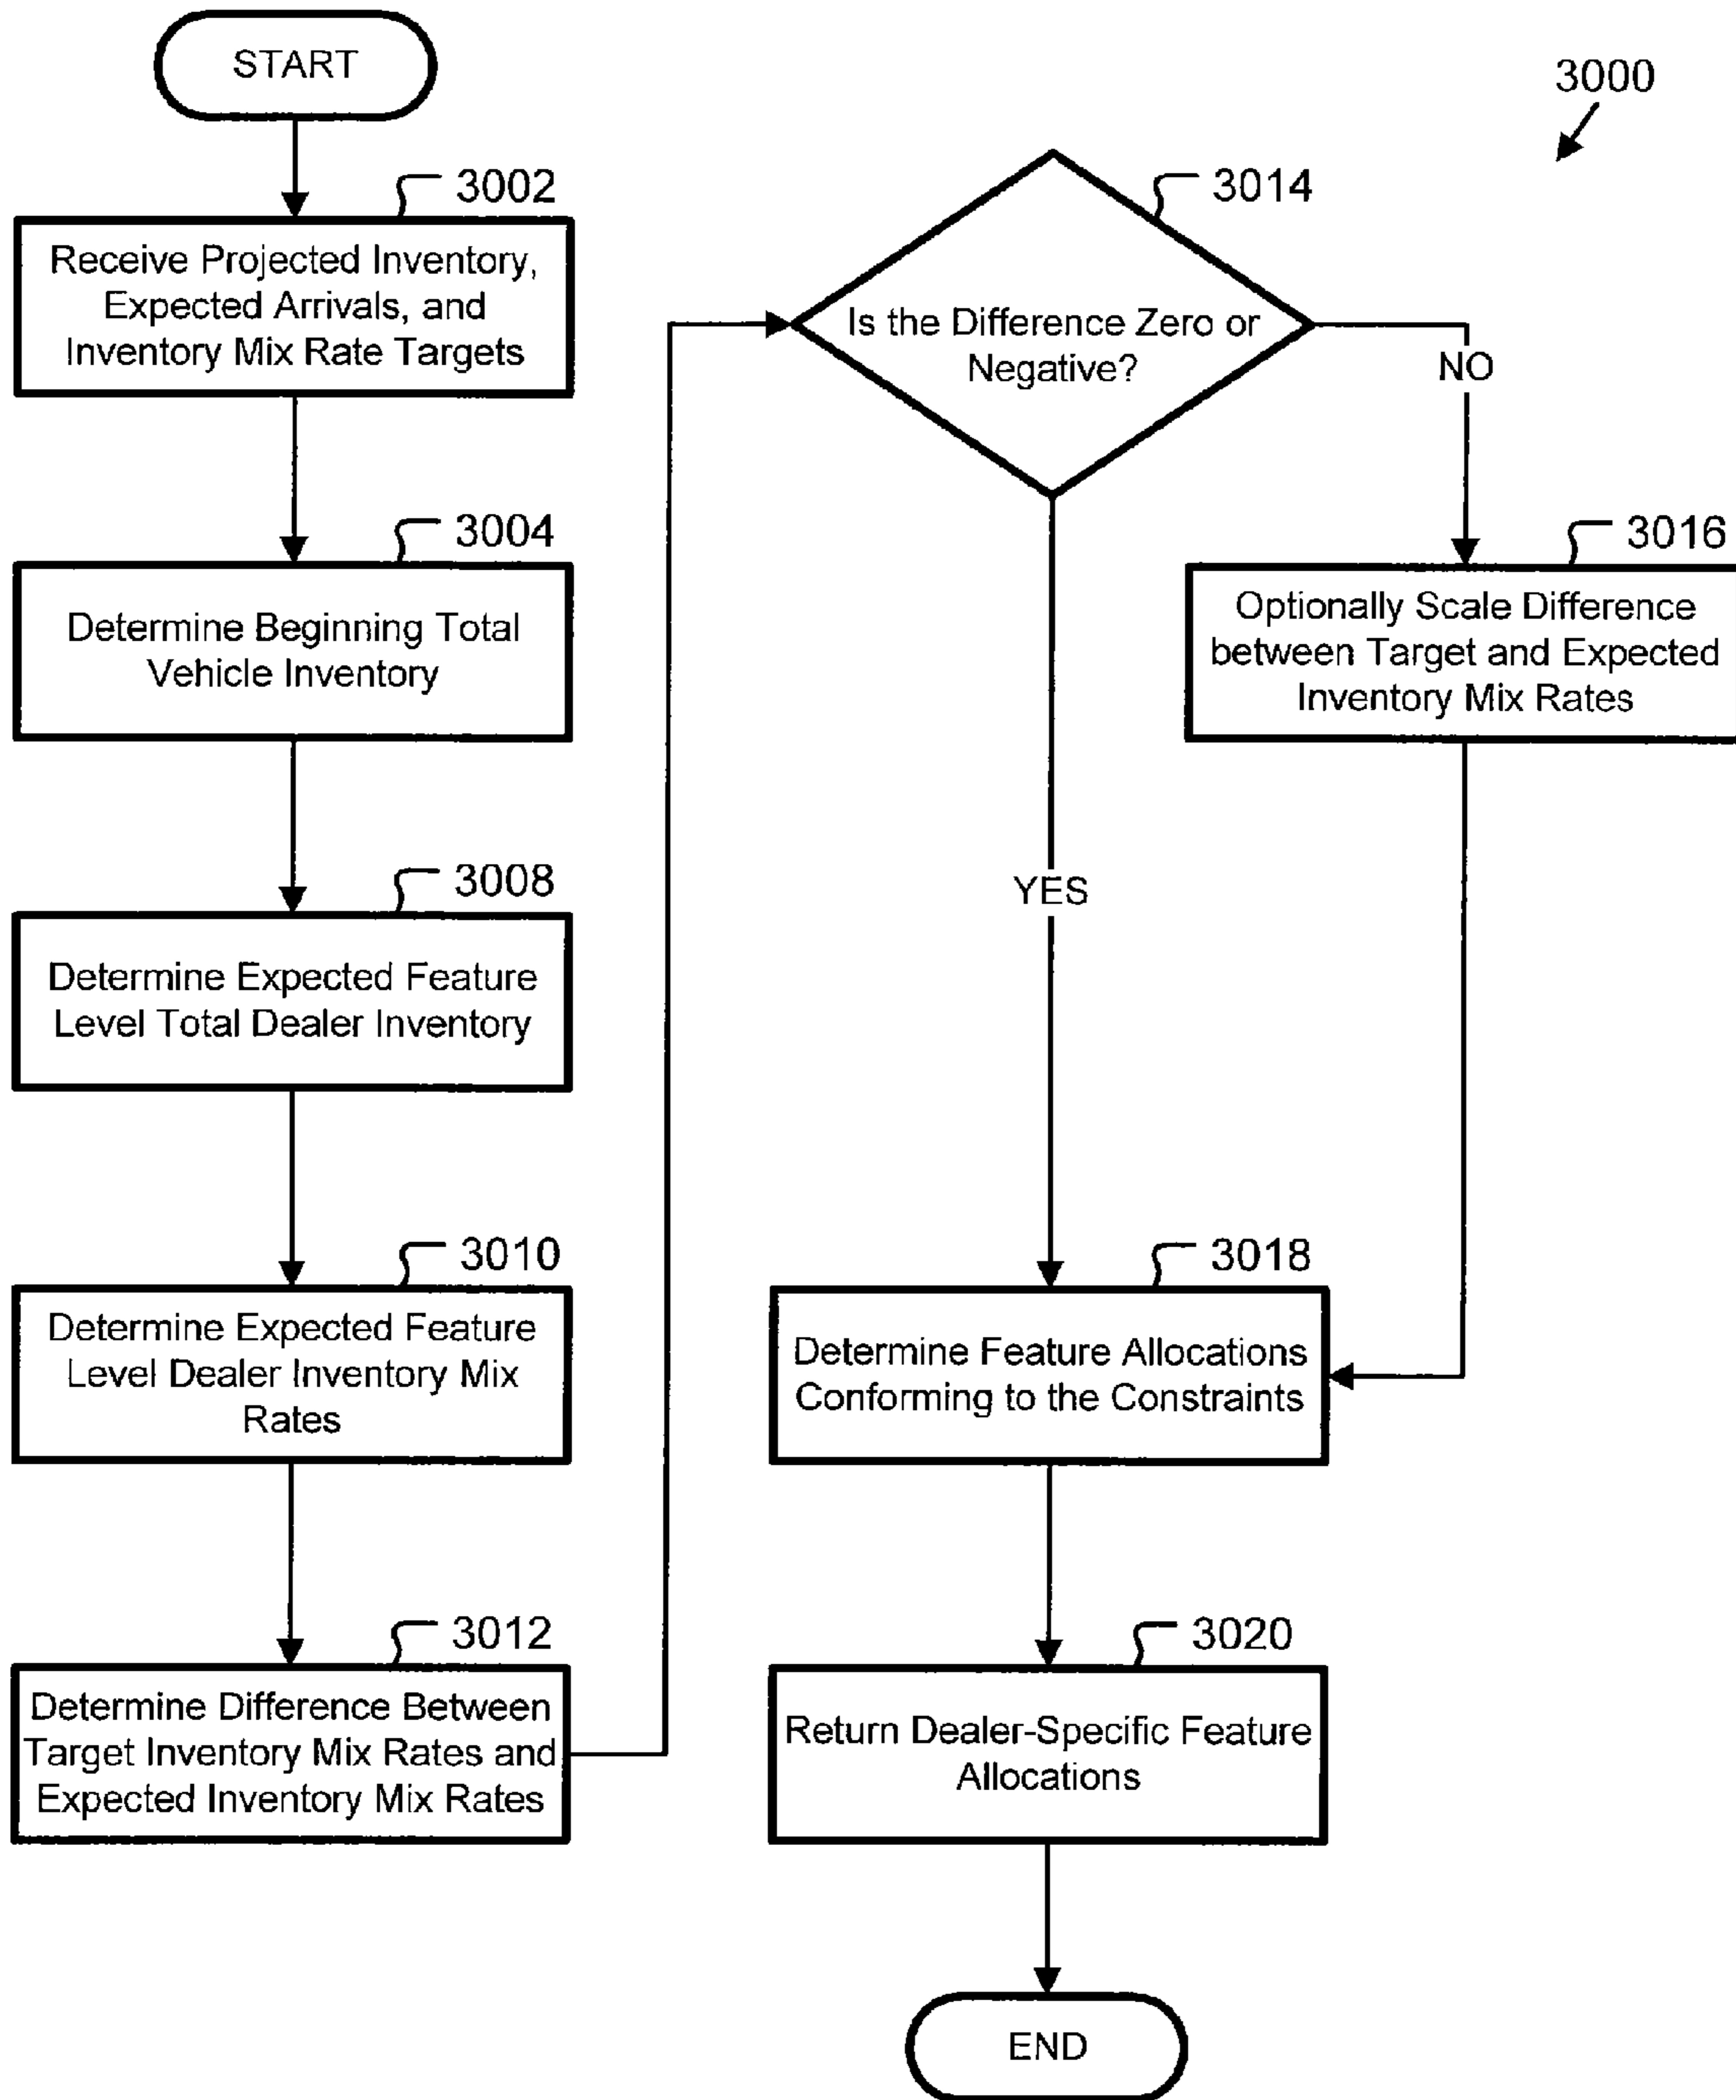 START
3000
3002
Receive Projected Inventory,
Expected Arrivals, and
Inventory Mix Rate Targets
3004
Determine Beginning Total
Vehicle Inventory
3008
Determine Expected Feature
Level Total Dealer Inventory
3010
Determine Expected Feature
Level Dealer Inventory Mix
Rates
3012
Determine Difference Between
Target Inventory Mix Rates and
Expected Inventory Mix Rates
3014
Is the Difference Zero or
Negative?
NO
YES
3016
Optionally Scale Difference
between Target and Expected
Inventory Mix Rates
3018
Determine Feature Allocations
Conforming to the Constraints
3020
Return Dealer-Specific Feature
Allocations
END